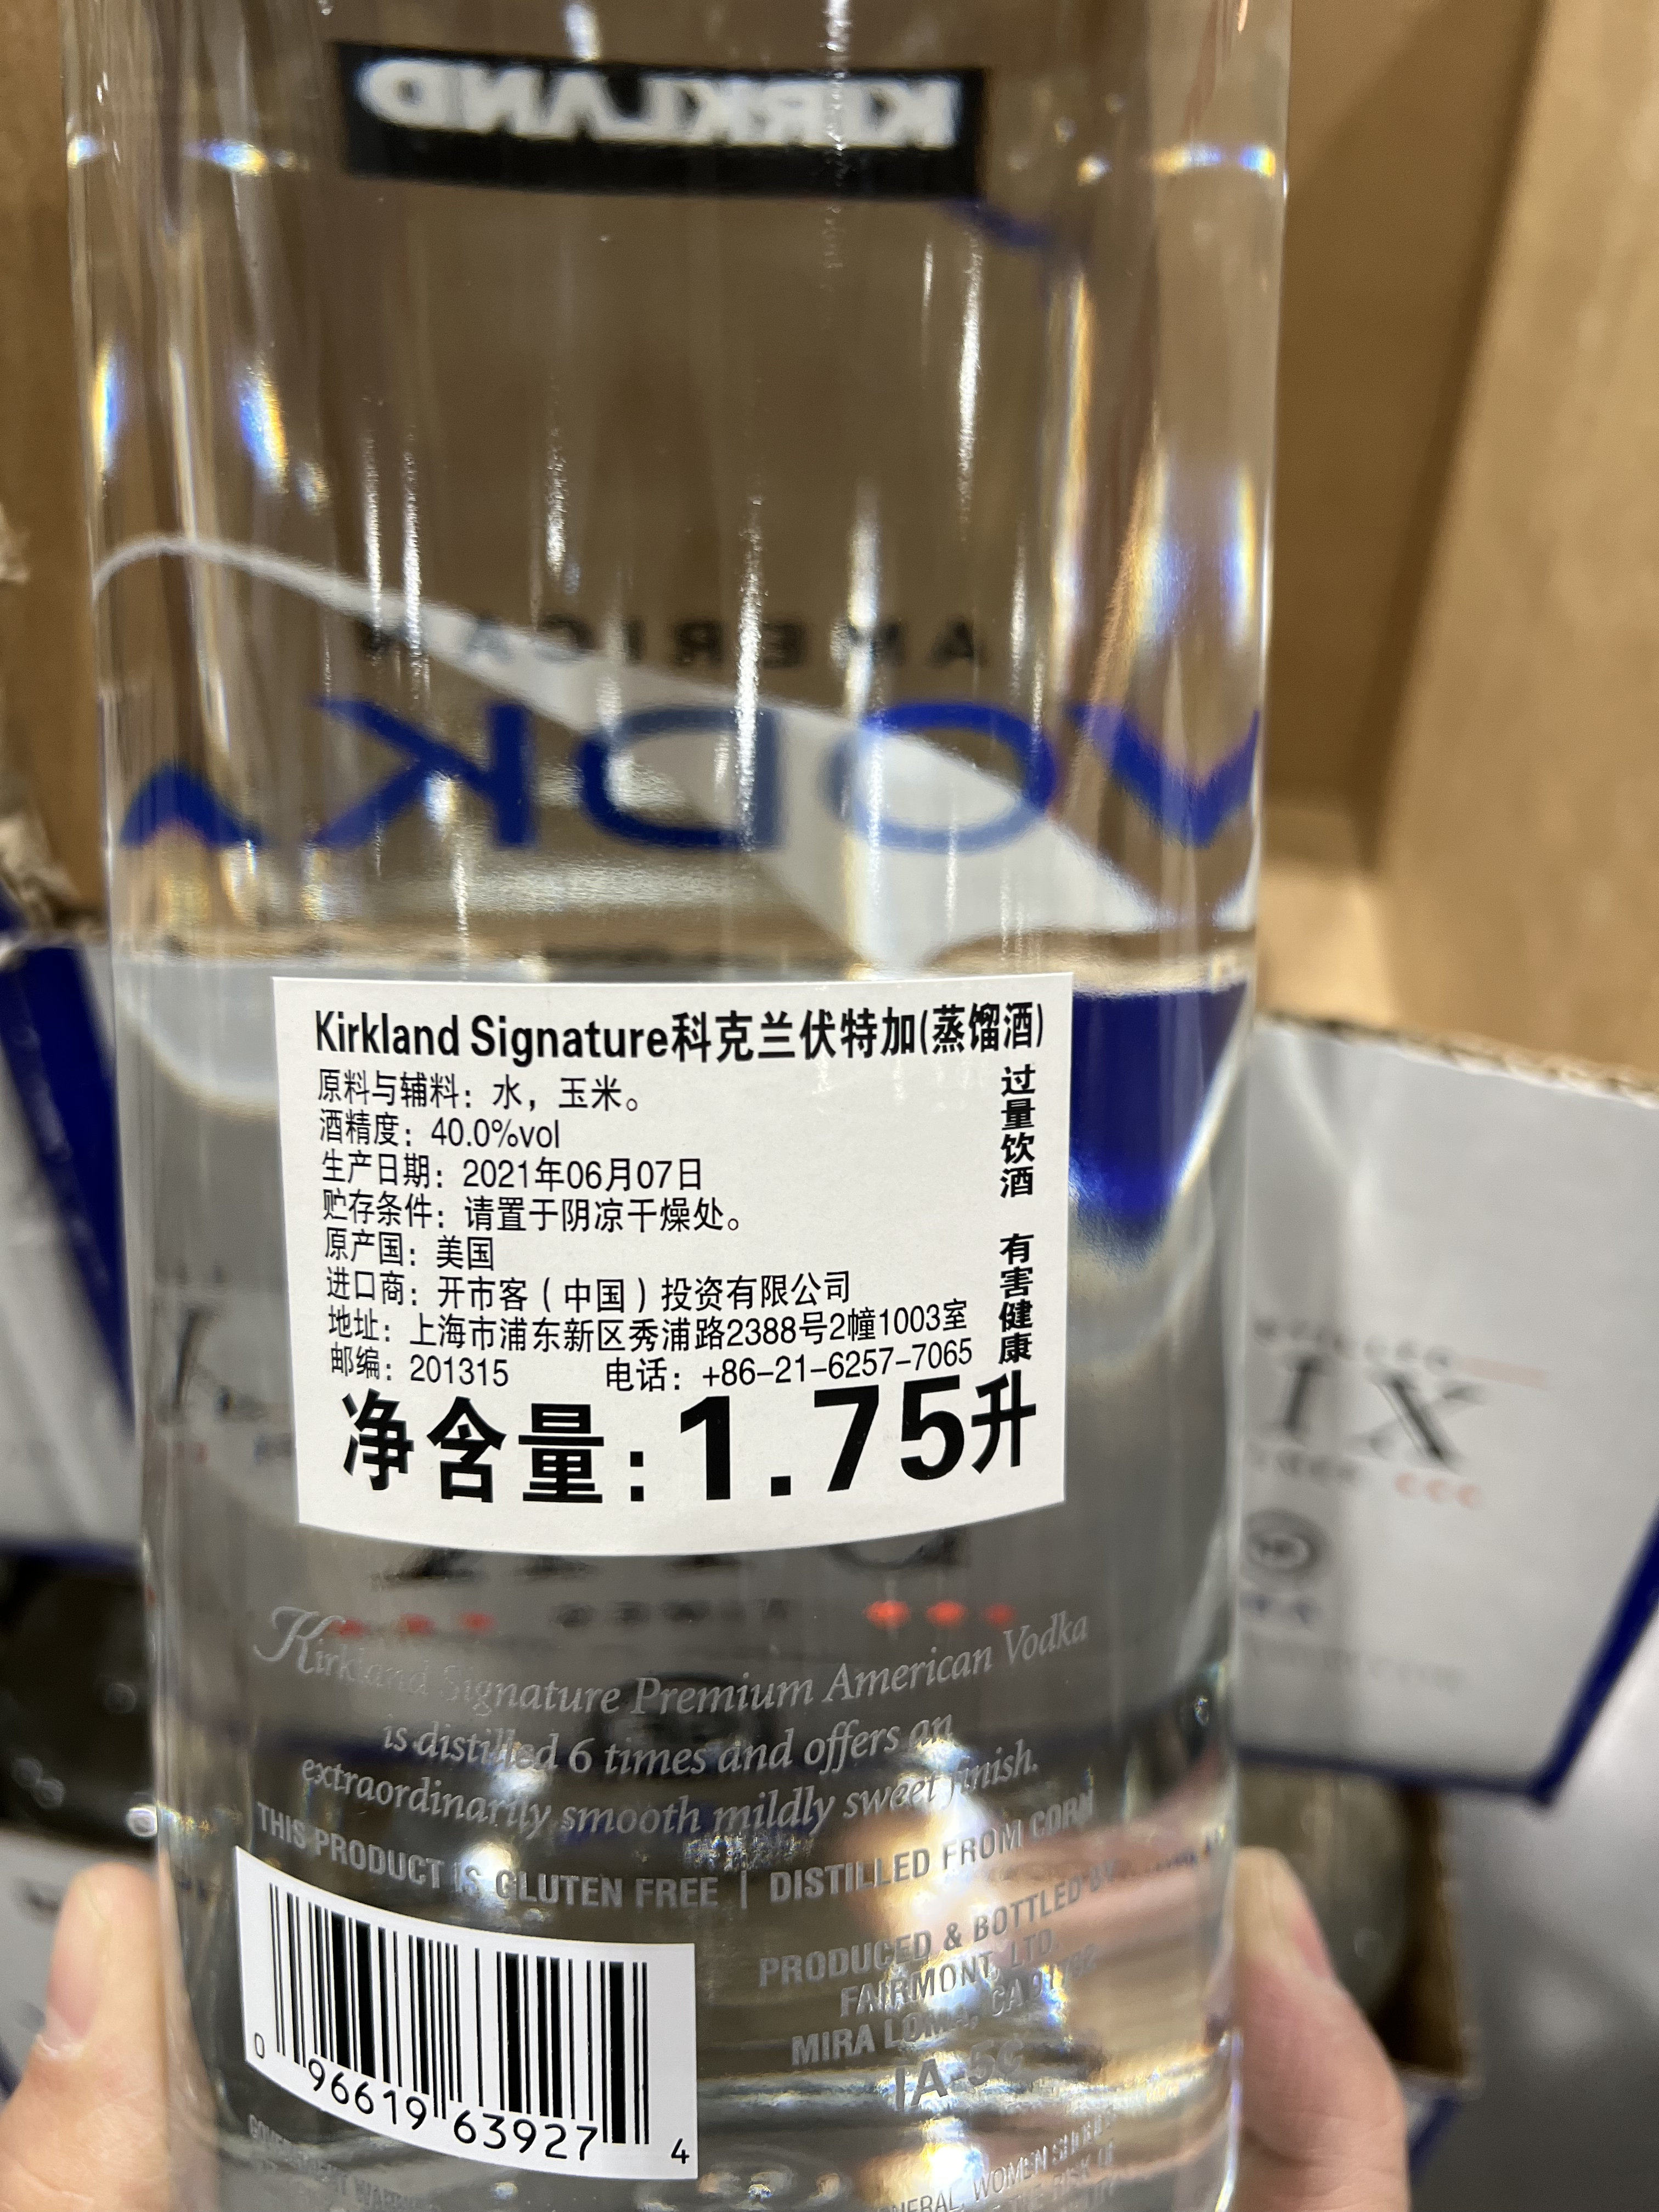 KIRKLAND
AMERICAN
VODKA
Kirkland Signature科克兰伏特加(蒸馏酒)
原料与辅料：水，玉米。
酒精度：40.0%vol
生产日期：2021年06月07日
贮存条件：请置于阴凉干燥处。
原产国：美国
进口商：开市客（中国）投资有限公司
地址：上海市浦东新区秀浦路2388号2幢1003室
邮编：201315 电话：+86-21-6257-7065
过量饮酒 有害健康
净含量：1.75升
Kirkland Signature Premium American Vodka
is distilled 6 times and offers an
extraordinarily smooth mildly sweet finish.
THIS PRODUCT IS GLUTEN FREE | DISTILLED FROM CORN
PRODUCED & BOTTLED BY
FAIRMONT, LTD.
MIRA LOMA, CA
IA-5¢
0 96619 63927 4
WOMEN